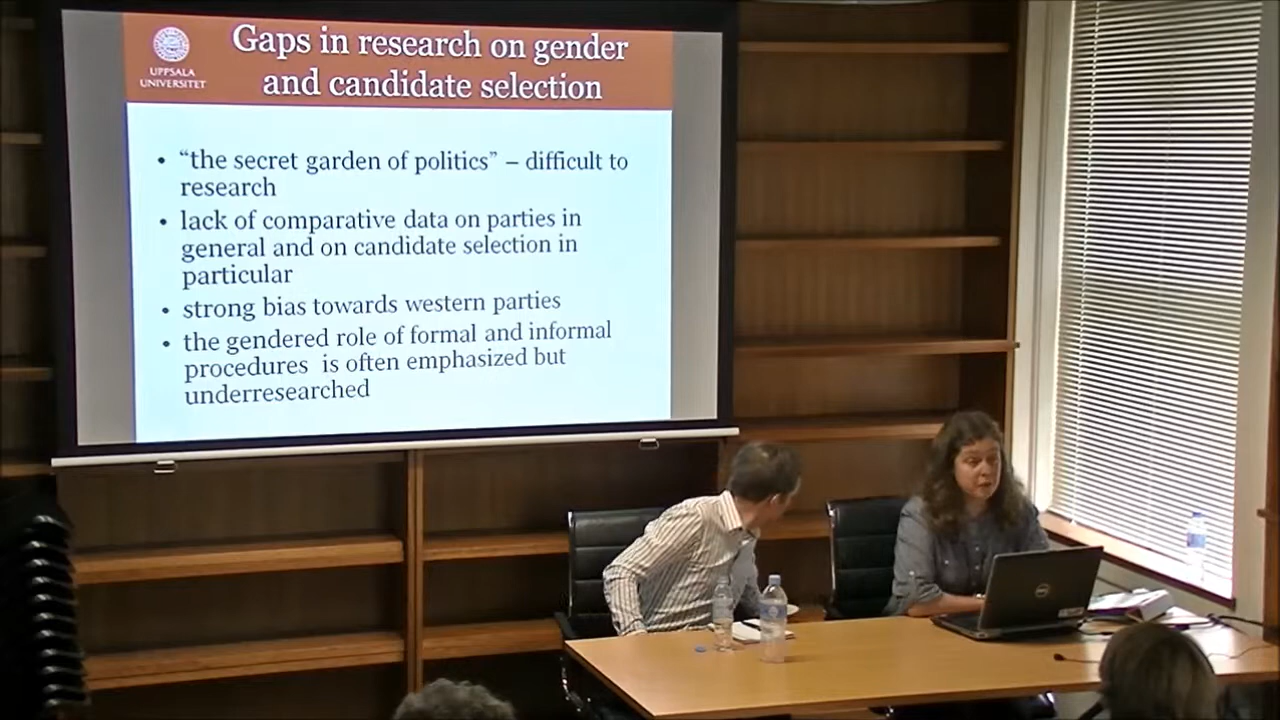 UPPSALA
UNIVERSITET
Gaps in research on gender
and candidate selection
• “the secret garden of politics” – difficult to
research
• lack of comparative data on parties in
general and on candidate selection in
particular
• strong bias towards western parties
• the gendered role of formal and informal
procedures is often emphasized but
underresearched
DELL